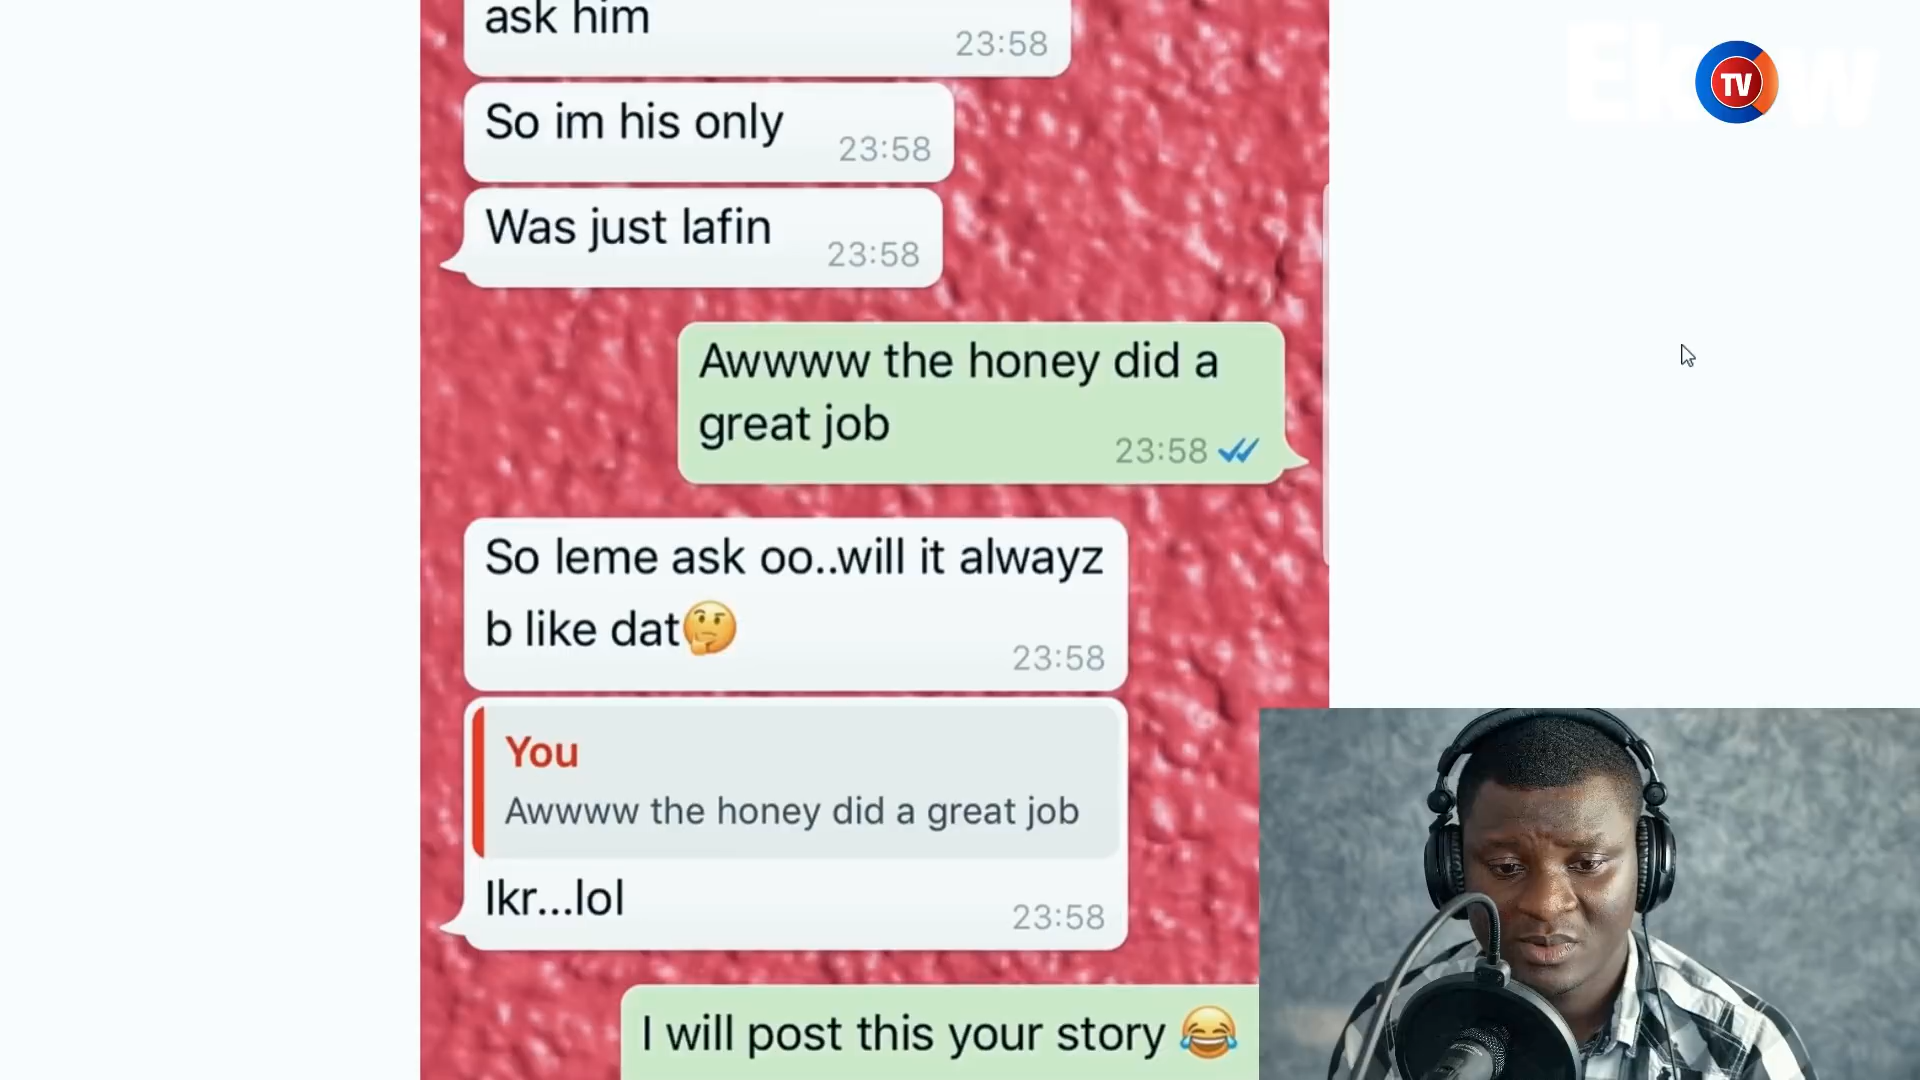 ask him
23:58
TV
So im his only
23:58
Was just lafin
23:58
Awwww the honey did a
great job
23:58
So leme ask oo..will it alwayz
b like dat🤔
23:58
You
Awwww the honey did a great job
Ikr...lol
23:58
I will post this your story 😂